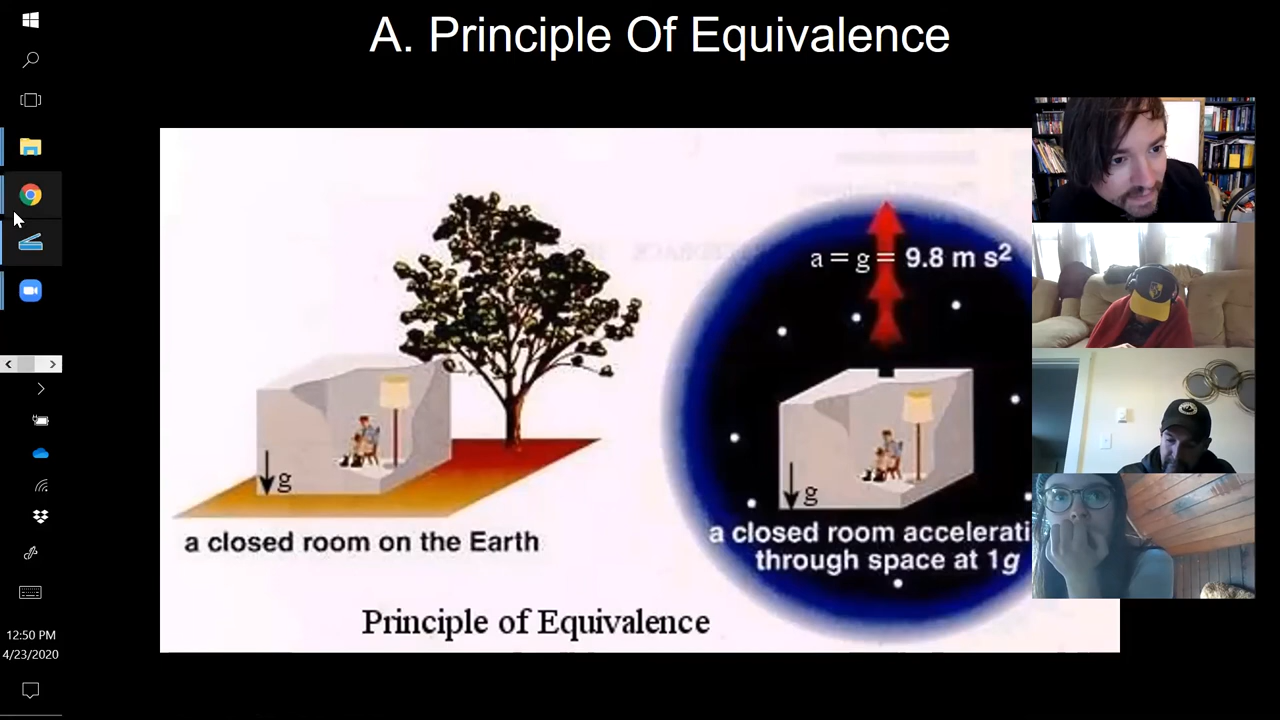 A. Principle Of Equivalence
a = g = 9.8 m s²
g
g
a closed room on the Earth
a closed room accelerati
through space at 1g
Principle of Equivalence
12:50 PM
4/23/2020